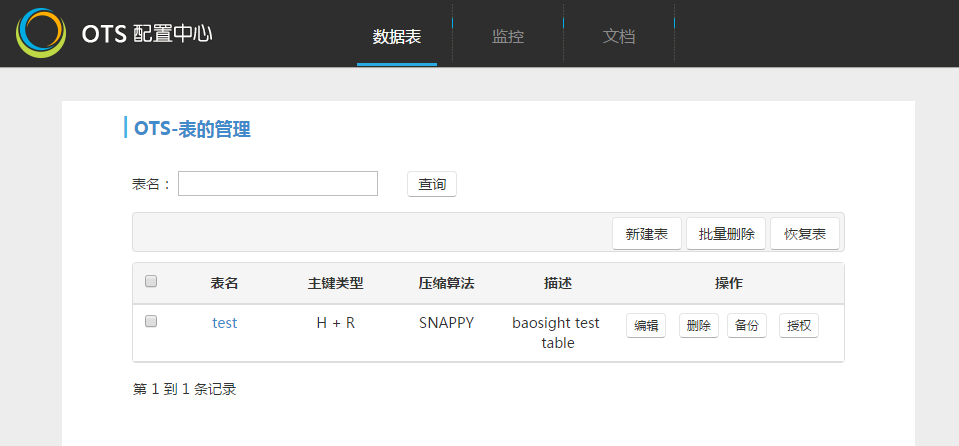 OTS 配置中心
数据表 监控 文档
OTS-表的管理
表名： 查询
新建表 批量删除 恢复表
表名 主键类型 压缩算法 描述 操作
test H + R SNAPPY baosight test 编辑 删除 备份 授权
table
第 1 到 1 条记录